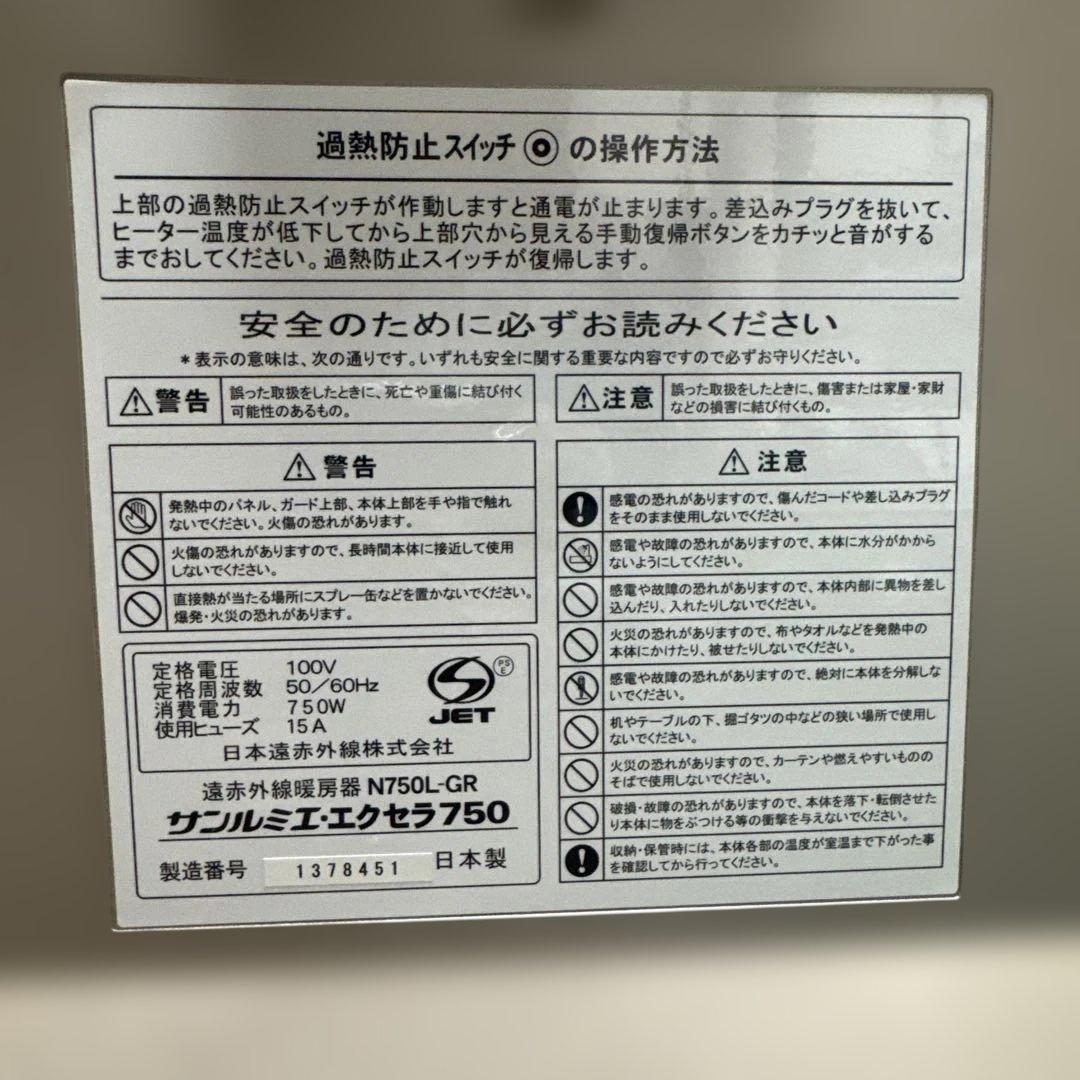 過熱防止スイッチ◎の操作方法
上部の過熱防止スイッチが作動しますと通電が止まります。差込みプラグを抜いて、
ヒーター温度が低下してから上部穴から見える手動復帰ボタンをカチッと音がする
までおしてください。過熱防止スイッチが復帰します。
安全のために必ずお読みください
*表示の意味は、次の通りです。いずれも安全に関する重要な内容ですので必ずお守りください。
警告
誤った取扱をしたときに、死亡や重傷に結び付く
可能性のあるもの。
注意
誤った取扱をしたときに、傷害または家屋・家財
などの損害に結び付くもの。
警告
発熱中のパネル、ガード上部、本体上部を手や指で触れ
ないでください。火傷の恐れがあります。
火傷の恐れがありますので、長時間本体に接近して使用
しないでください。
直接熱が当たる場所にスプレー缶などを置かないでください。
爆発・火災の恐れがあります。
注意
感電の恐れがありますので、傷んだコードや差し込みプラグ
をそのまま使用しないでください。
感電や故障の恐れがありますので、本体に水分がかから
ないようにしてください。
感電や故障の恐れがありますので、本体内部に異物を差し
込んだり、入れたりしないでください。
火災の恐れがありますので、布やタオルなどを発熱中の
本体にかけたり、被せたりしないでください。
感電や故障の恐れがありますので、絶対に本体を分解しな
いでください。
机やテーブルの下、掘ゴタツの中などの狭い場所で使用し
ないでください。
火災の恐れがありますので、カーテンや燃えやすいものの
そばで使用しないでください。
破損・故障の恐れがありますので、本体を落下・転倒させた
り本体に物をぶつける等の衝撃を与えないでください。
収納・保管時には、本体各部の温度が室温まで下がった事
を確認してから行ってください。
定格電圧 100V
定格周波数 50/60Hz
消費電力 750W
使用ヒューズ 15A
PS
E
JET
日本遠赤外線株式会社
遠赤外線暖房器 N750L-GR
サンルミエ・エクセラ750
製造番号 1378451 日本製